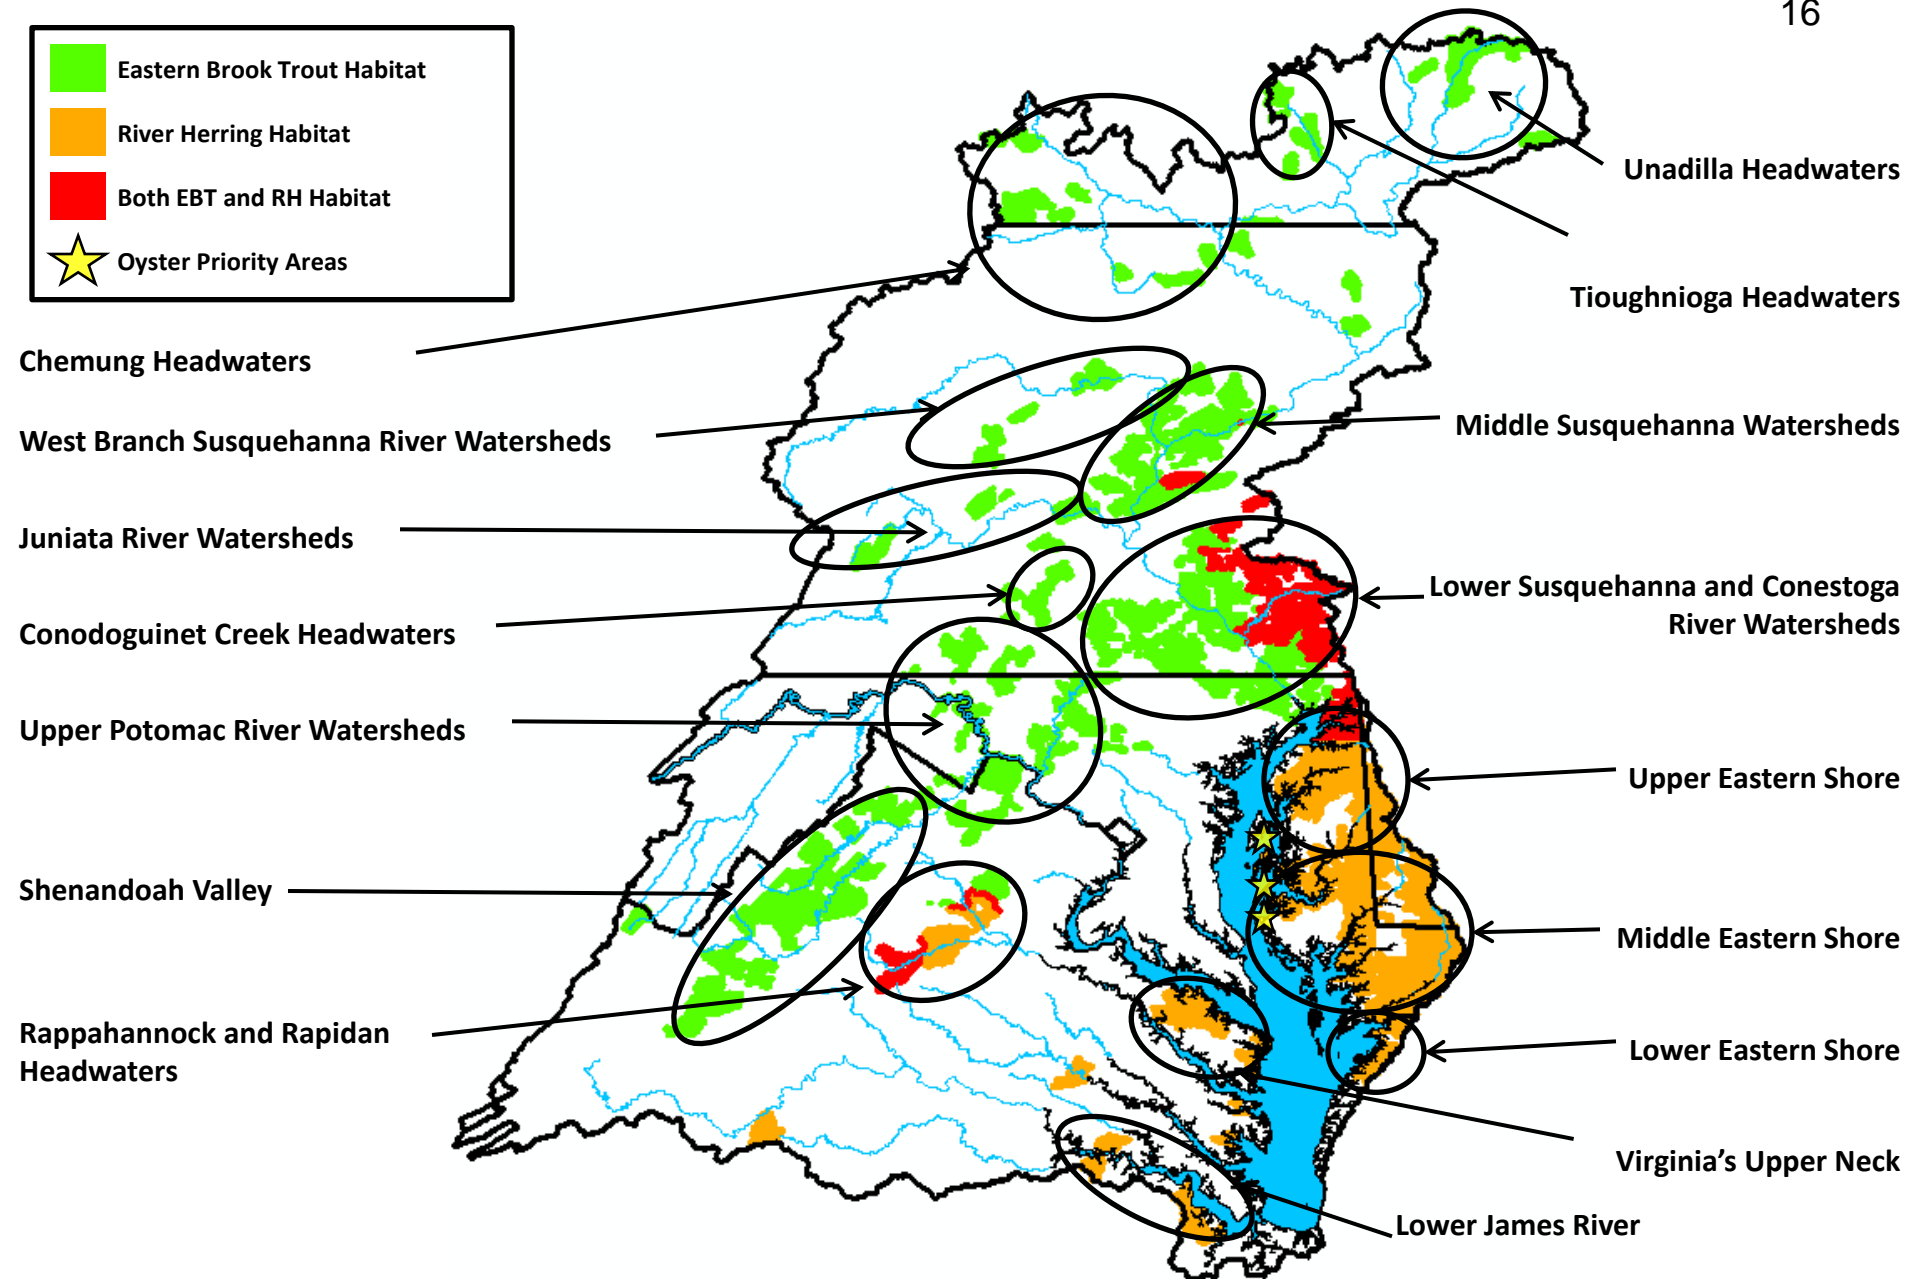 16
Eastern Brook Trout Habitat
River Herring Habitat
Both EBT and RH Habitat
Oyster Priority Areas
Unadilla Headwaters
Tioughnioga Headwaters
Chemung Headwaters
West Branch Susquehanna River Watersheds
Middle Susquehanna Watersheds
Juniata River Watersheds
Lower Susquehanna and Conestoga
River Watersheds
Conodoguinet Creek Headwaters
Upper Potomac River Watersheds
Upper Eastern Shore
Shenandoah Valley
Middle Eastern Shore
Rappahannock and Rapidan
Headwaters
Lower Eastern Shore
Virginia’s Upper Neck
Lower James River